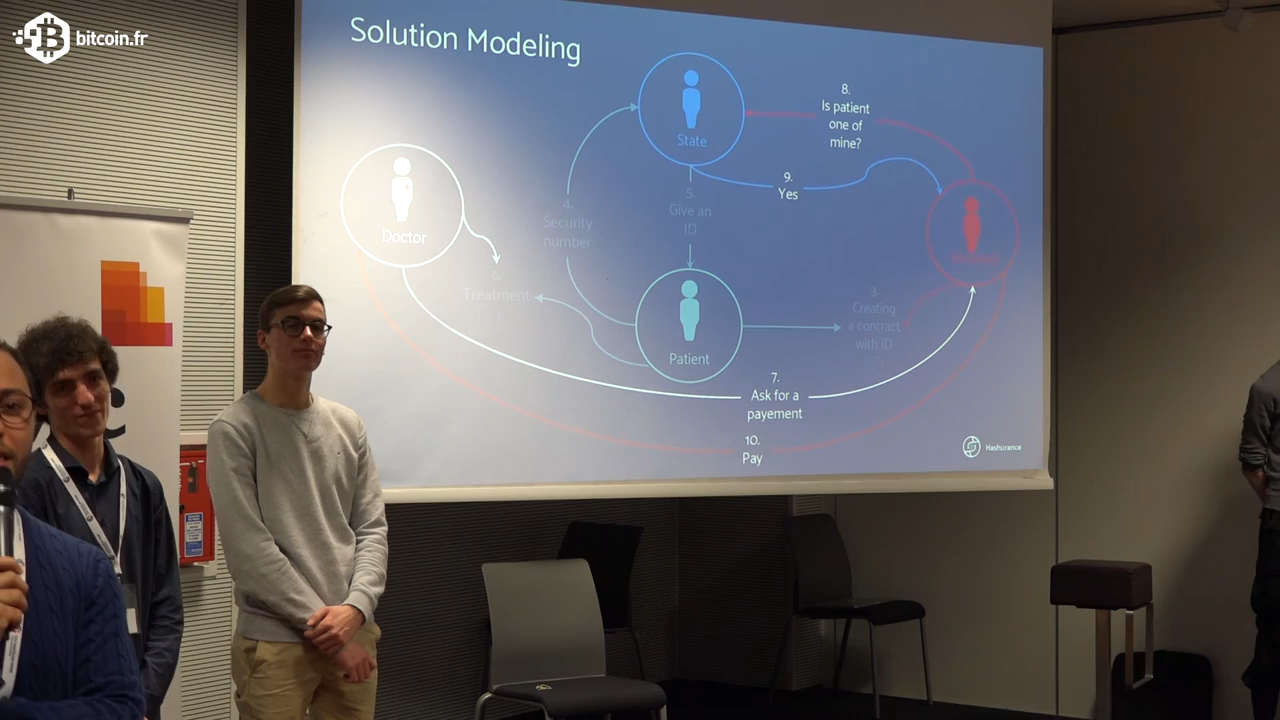 bitcoin.fr
Solution Modeling
State
8.
Is patient
one of
mine?
9.
Yes
Doctor
4.
Security
number
5.
Give an
ID
6.
Treatment
Patient
3.
Creating
a contract
with ID
7.
Ask for a
payement
10.
Pay
Hashurance